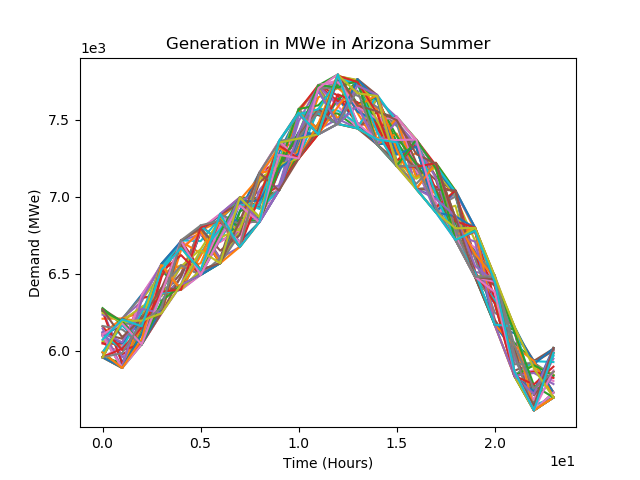 Generation in MWe in Arizona Summer
1e3
7.5
7.0
6.5
6.0
Demand (MWe)
0.0 0.5 1.0 1.5 2.0
1e1
Time (Hours)